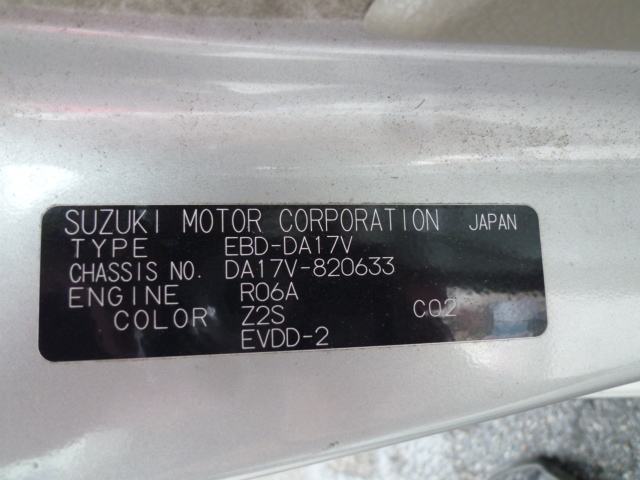 SUZUKI MOTOR CORPORATION JAPAN
TYPE EBD-DA17V
CHASSIS NO. DA17V-820633
ENGINE R06A
COLOR Z2S CQ2
EVDD-2